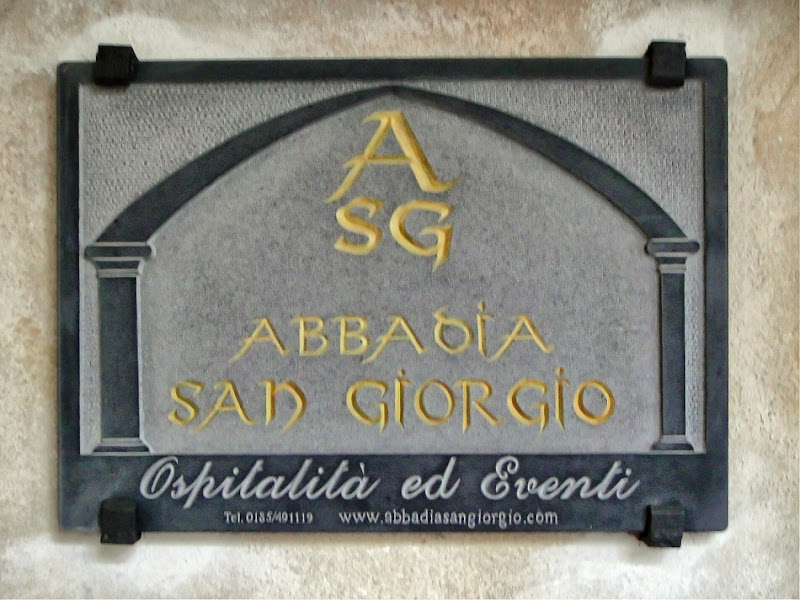 A
SG
ABBADIA
SAN GIORGIO
Ospitalità ed Eventi
Tel. 0185/491119 www.abbadiasangiorgio.com